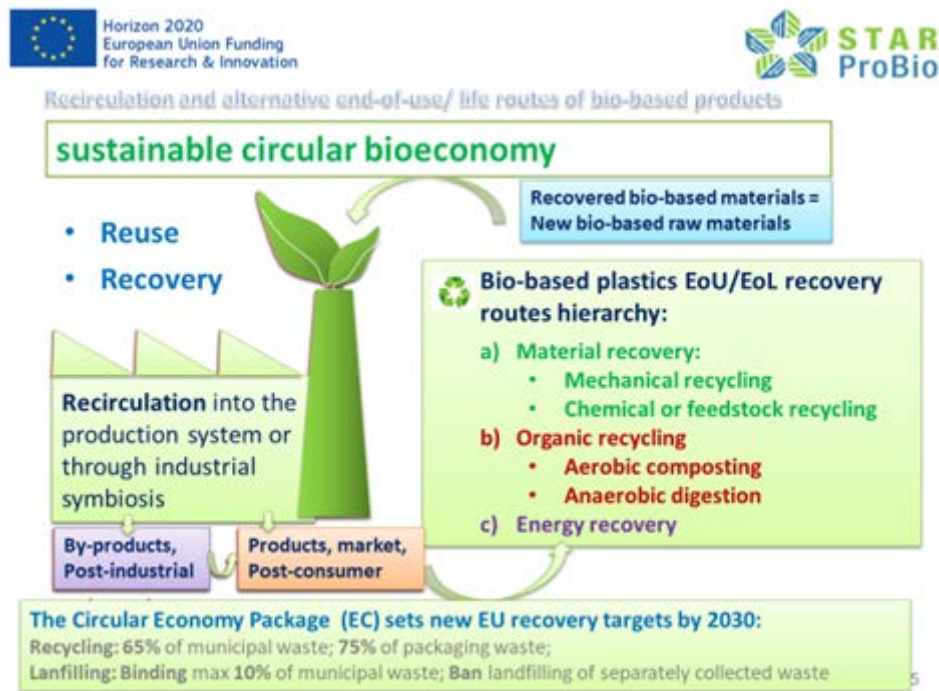 Horizon 2020
European Union Funding
for Research & Innovation
STAR
ProBio
Recirculation and alternative end-of-use/ life routes of bio-based products
sustainable circular bioeconomy
Recovered bio-based materials =
New bio-based raw materials
• Reuse
• Recovery
Bio-based plastics EoU/EoL recovery
routes hierarchy:
a) Material recovery:
• Mechanical recycling
• Chemical or feedstock recycling
b) Organic recycling
• Aerobic composting
• Anaerobic digestion
c) Energy recovery
Recirculation into the
production system or
through industrial
symbiosis
By-products,
Post-industrial
Products, market,
Post-consumer
The Circular Economy Package (EC) sets new EU recovery targets by 2030:
Recycling: 65% of municipal waste; 75% of packaging waste;
Lanfilling: Binding max 10% of municipal waste; Ban landfilling of separately collected waste
5